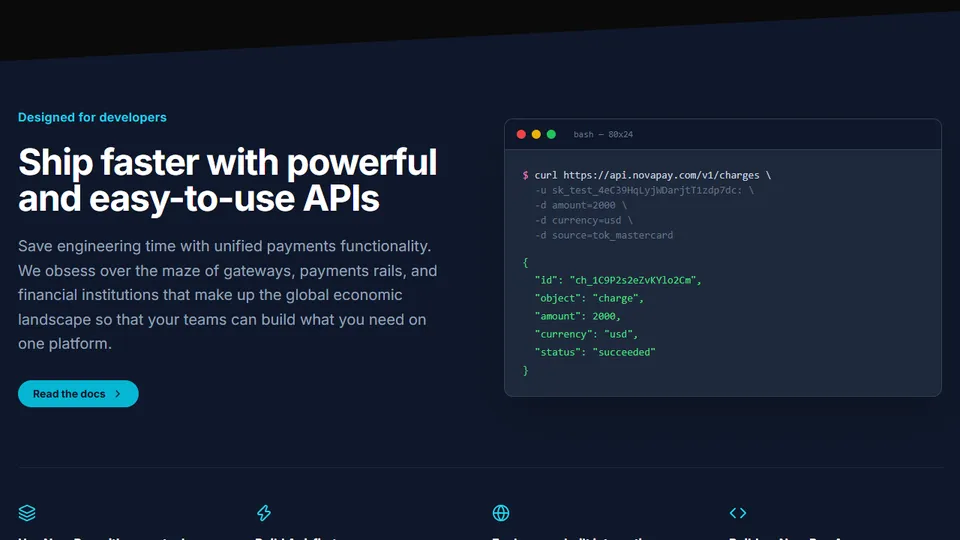 Designed for developers
Ship faster with powerful
and easy-to-use APIs
Save engineering time with unified payments functionality.
We obsess over the maze of gateways, payments rails, and
financial institutions that make up the global economic
landscape so that your teams can build what you need on
one platform.
Read the docs
bash — 80x24
$ curl https://api.novapay.com/v1/charges \
-u sk_test_4eC39HqLyjWDarjtT1zdp7dc: \
-d amount=2000 \
-d currency=usd \
-d source=tok_mastercard
{
"id": "ch_1C9P2s2eZvKYlo2Cm",
"object": "charge",
"amount": 2000,
"currency": "usd",
"status": "succeeded"
}